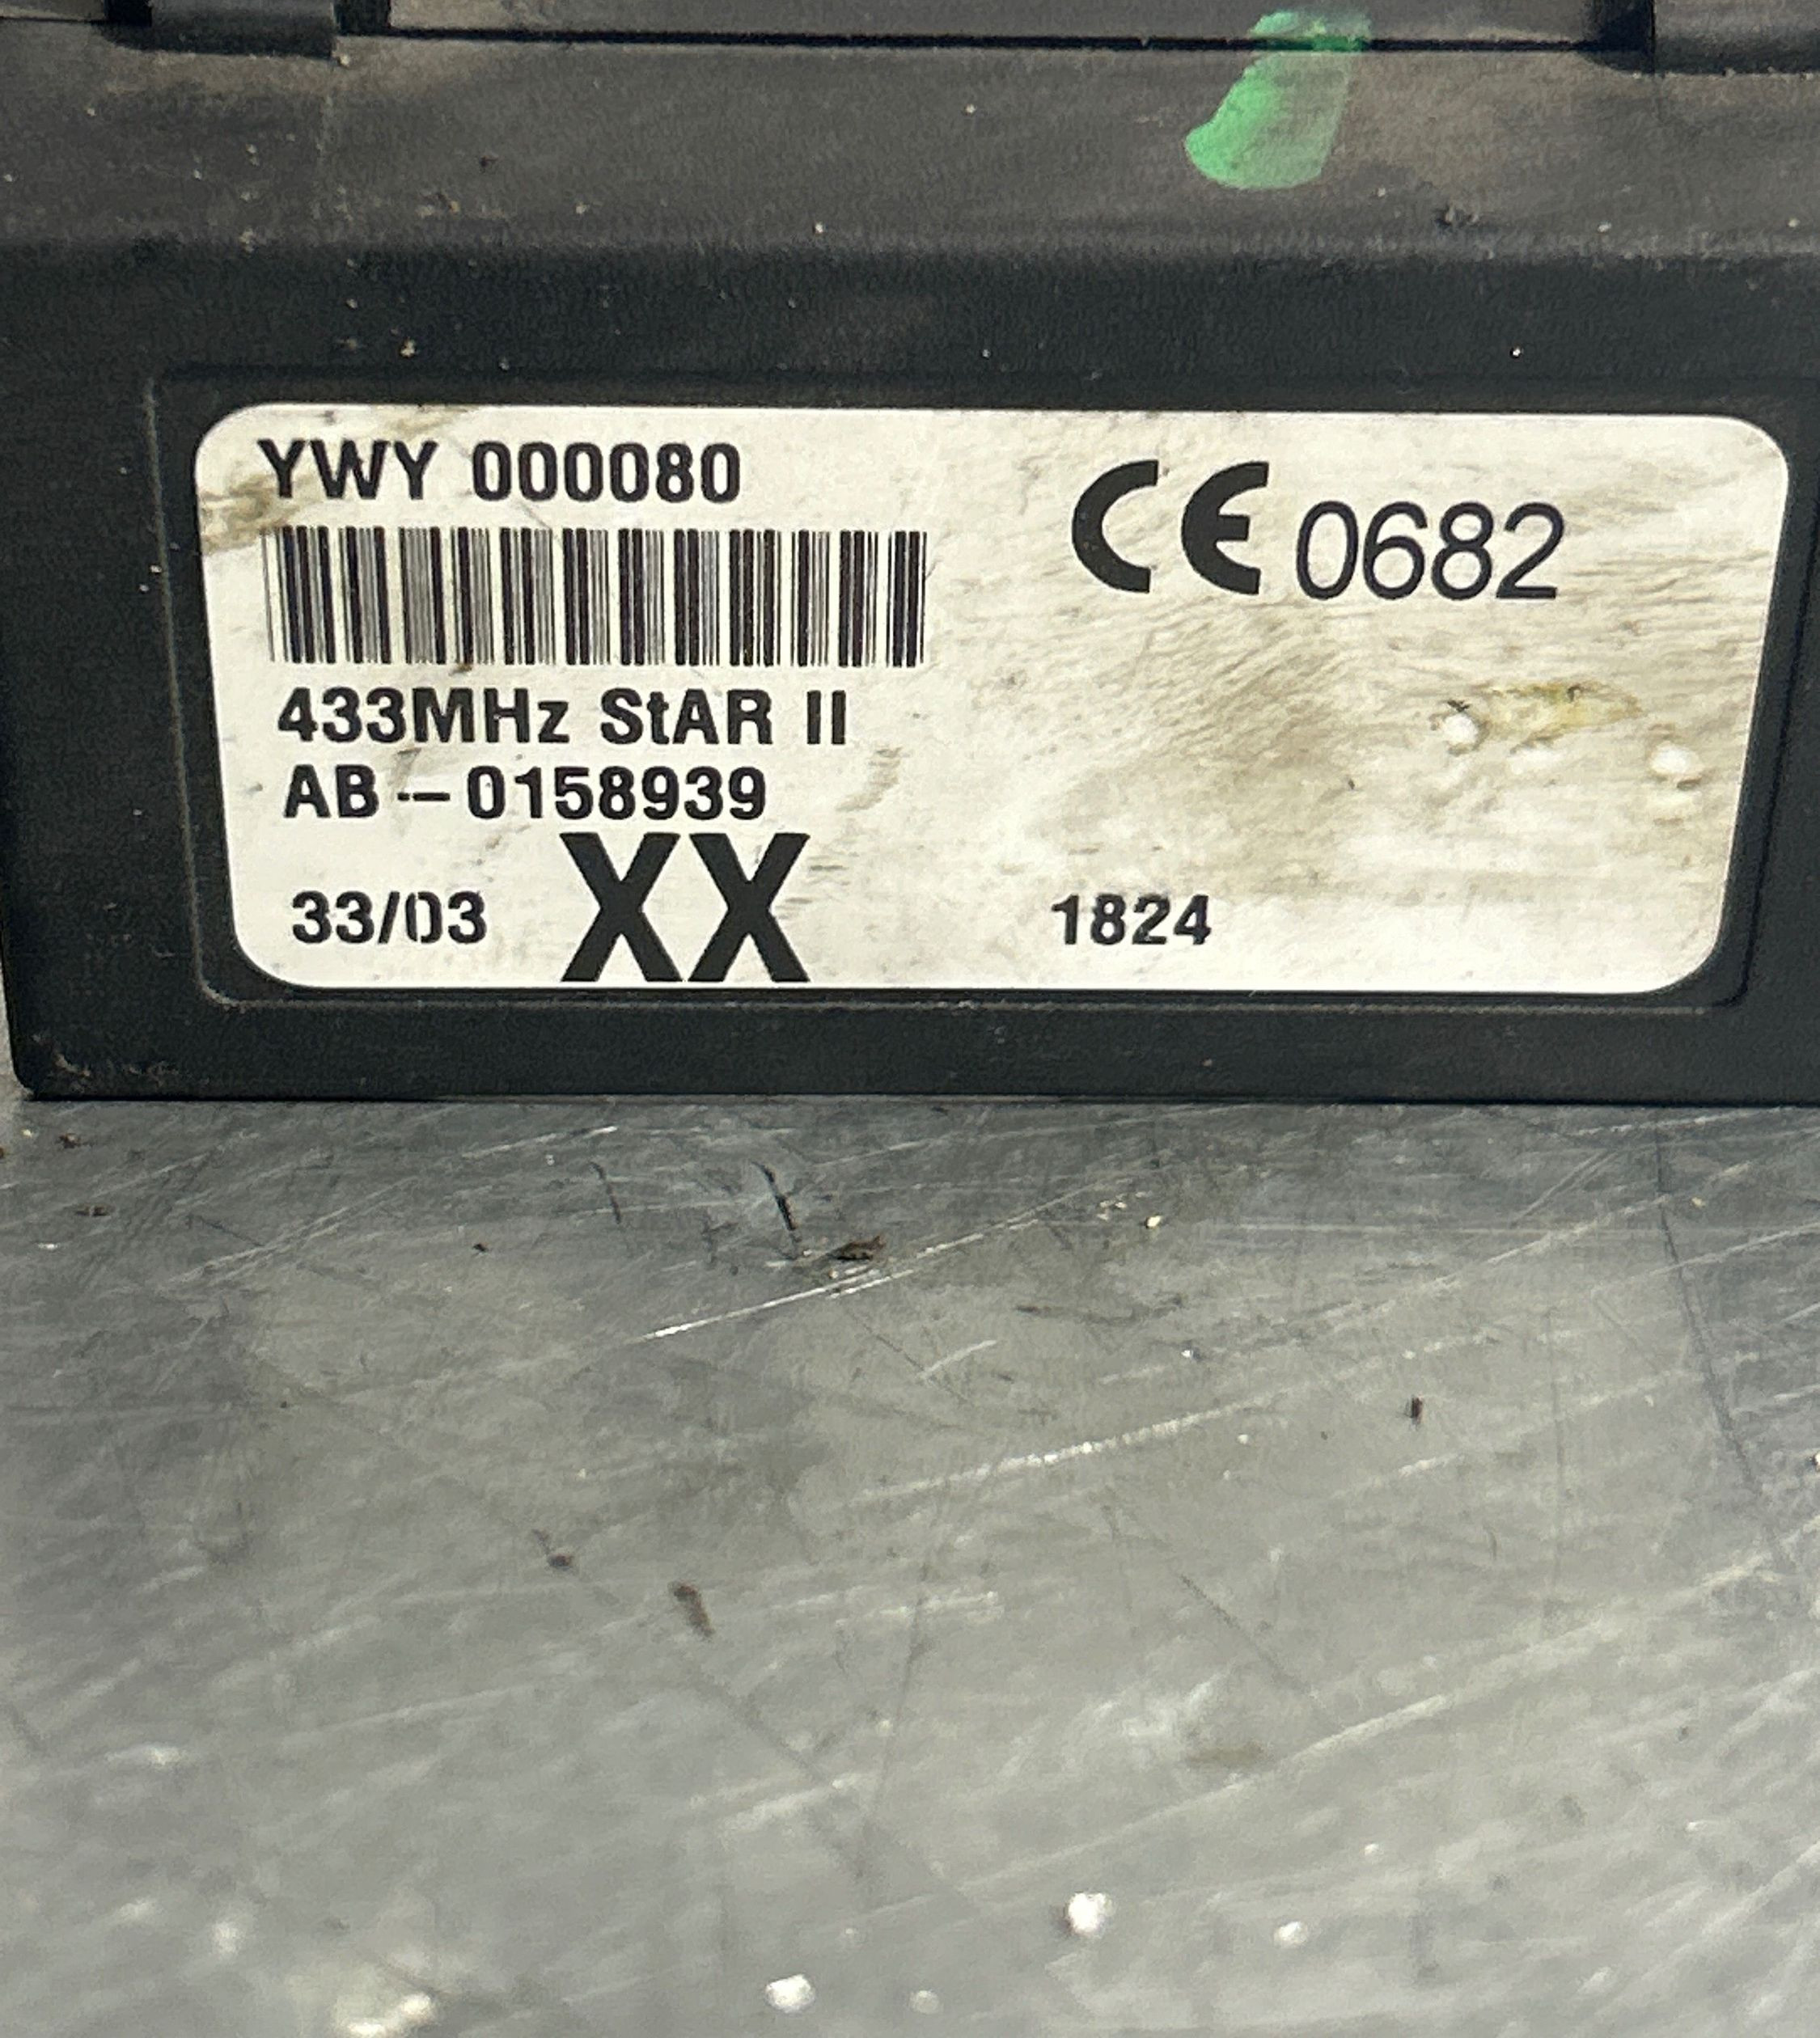 YWY 000080
CE 0682
433MHz StAR II
AB -- 0158939
33/03 XX 1824